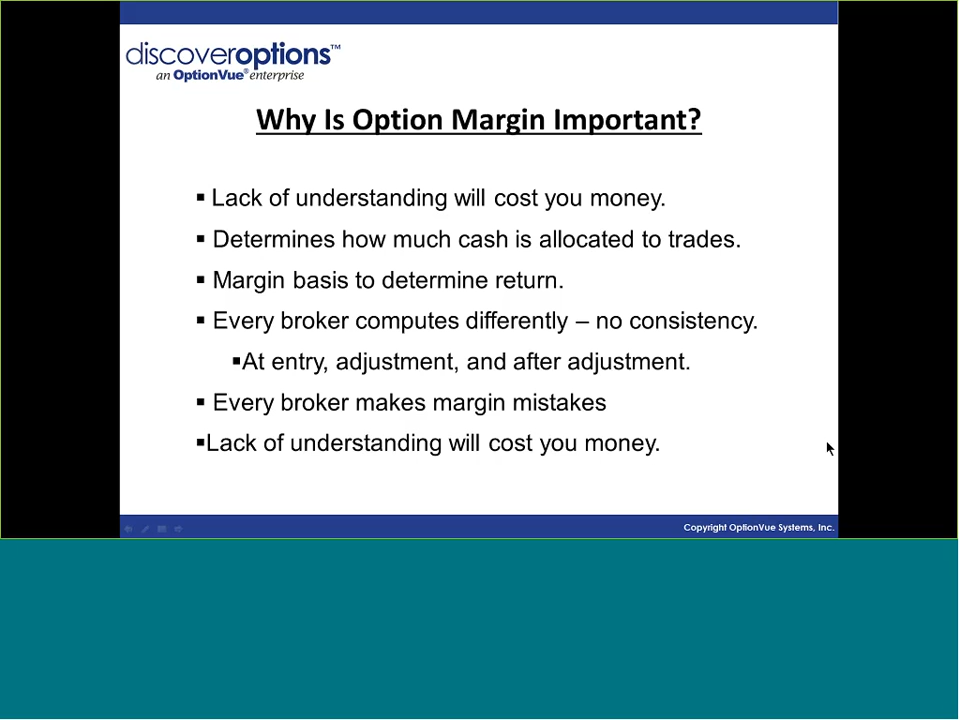 discoveroptions™
an OptionVue® enterprise
Why Is Option Margin Important?
▪ Lack of understanding will cost you money.
▪ Determines how much cash is allocated to trades.
▪ Margin basis to determine return.
▪ Every broker computes differently – no consistency.
▪At entry, adjustment, and after adjustment.
▪ Every broker makes margin mistakes
▪Lack of understanding will cost you money.
Copyright OptionVue Systems, Inc.